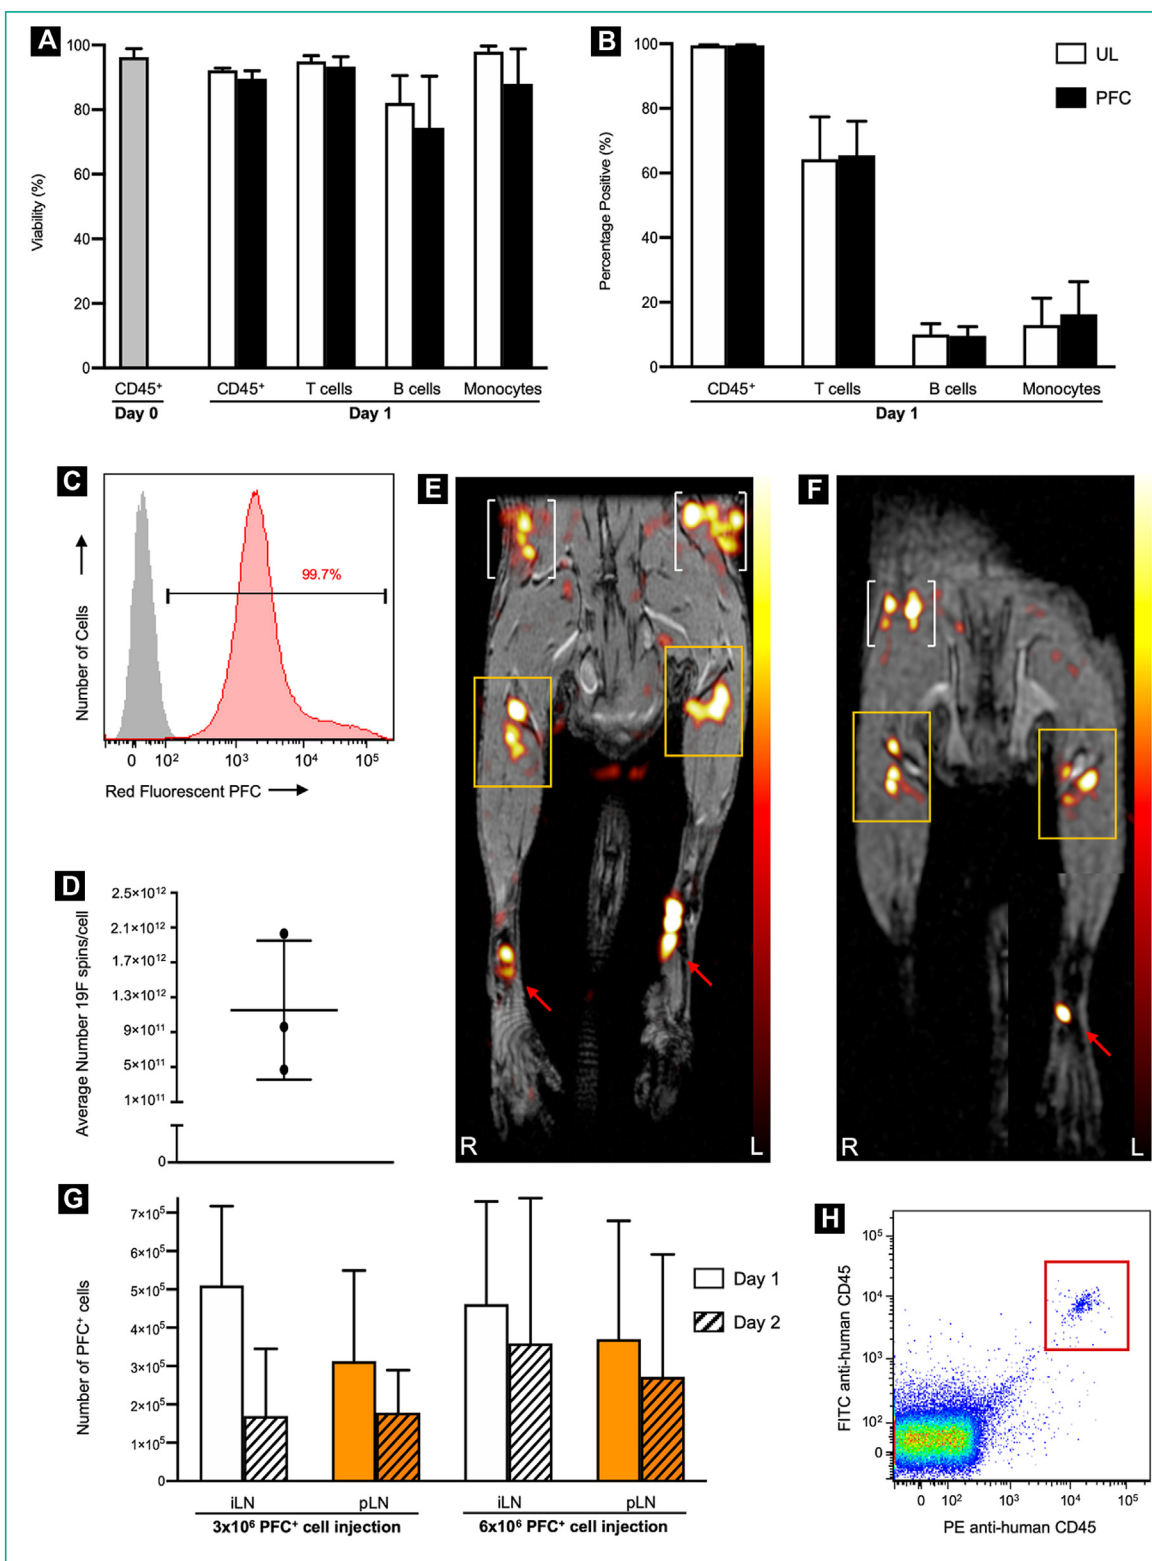 A
Viability (%)
100
80
60
40
20
0
CD45⁺
CD45⁺
T cells
B cells
Monocytes
Day 0
Day 1
B
Percentage Positive (%)
100
80
60
40
20
0
UL
PFC
CD45⁺
T cells
B cells
Monocytes
Day 1
C
Number of Cells
99.7%
0
10²
10³
10⁴
10⁵
Red Fluorescent PFC
D
Average Number 19F spins/cell
2.5×10¹²
2.1×10¹²
1.7×10¹²
1.3×10¹²
9×10¹¹
5×10¹¹
1×10¹¹
0
E
R
L
F
R
L
G
Number of PFC⁺ cells
7×10⁵
6×10⁵
5×10⁵
4×10⁵
3×10⁵
2×10⁵
1×10⁵
0
Day 1
Day 2
iLN
pLN
iLN
pLN
3x10⁶ PFC⁺ cell injection
6x10⁶ PFC⁺ cell injection
H
FITC anti-human CD45
10⁵
10⁴
10³
10²
0
0
10²
10³
10⁴
10⁵
PE anti-human CD45